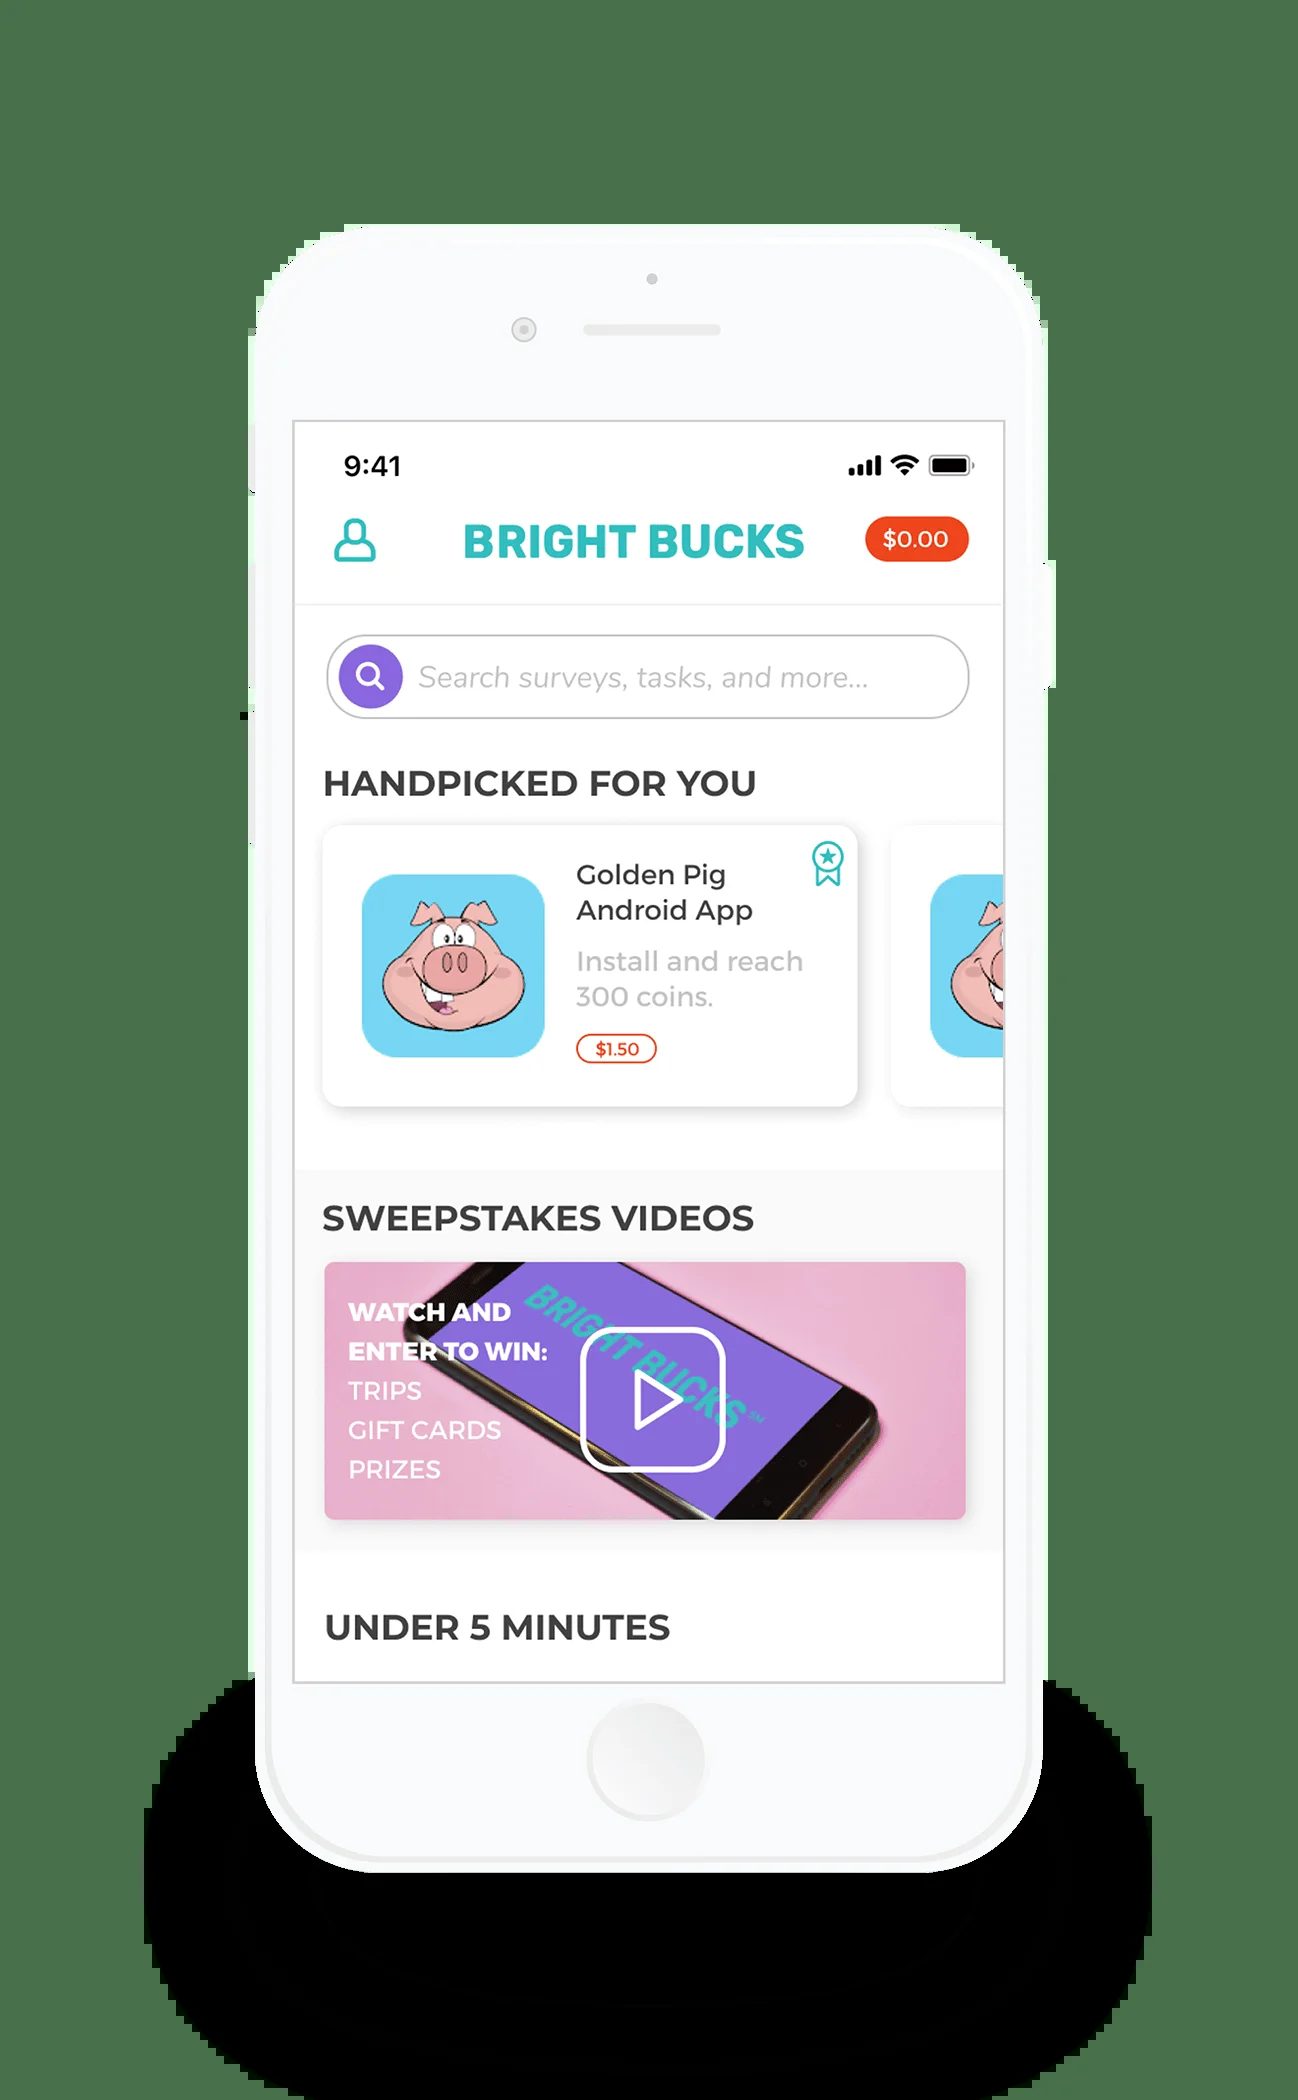 9:41
BRIGHT BUCKS
$0.00
Search surveys, tasks, and more...
HANDPICKED FOR YOU
Golden Pig
Android App
Install and reach
300 coins.
$1.50
SWEEPSTAKES VIDEOS
WATCH AND
ENTER TO WIN:
TRIPS
GIFT CARDS
PRIZES
BRIGHT BUCKS℠
UNDER 5 MINUTES